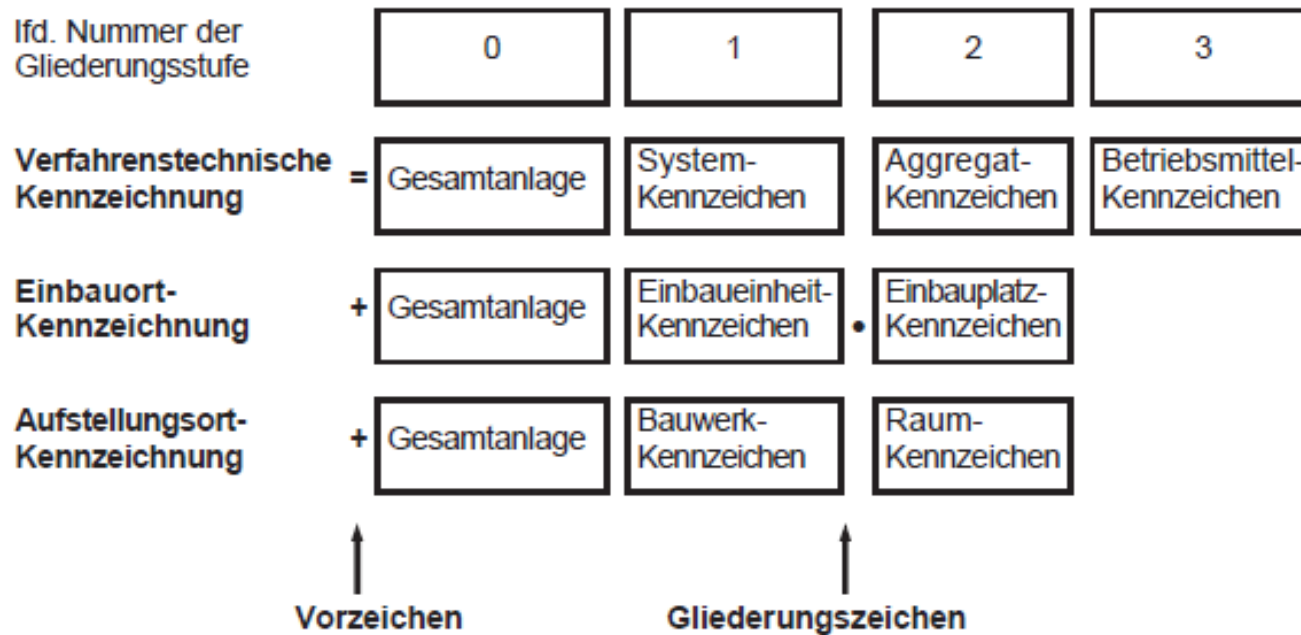 lfd. Nummer der
Gliederungsstufe
0
1
2
3
Verfahrenstechnische
Kennzeichnung
=
Gesamtanlage
System-
Kennzeichen
Aggregat-
Kennzeichen
Betriebsmittel-
Kennzeichen
Einbauort-
Kennzeichnung
+
Gesamtanlage
Einbaueinheit-
Kennzeichen
•
Einbauplatz-
Kennzeichen
Aufstellungsort-
Kennzeichnung
+
Gesamtanlage
Bauwerk-
Kennzeichen
Raum-
Kennzeichen
Vorzeichen
Gliederungszeichen